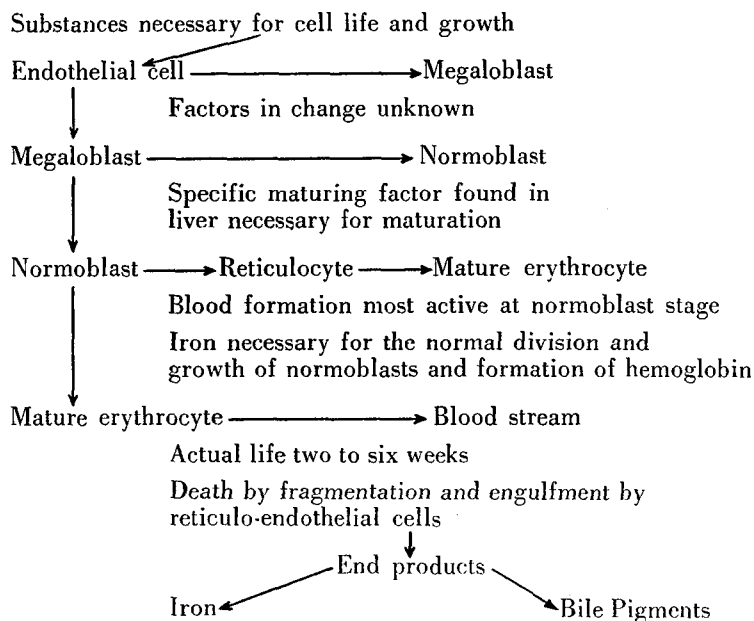 Substances necessary for cell life and growth
Endothelial cell Megaloblast
Factors in change unknown
Megaloblast Normoblast
Specific maturing factor found in
liver necessary for maturation
Normoblast Reticulocyte Mature erythrocyte
Blood formation most active at normoblast stage
Iron necessary for the normal division and
growth of normoblasts and formation of hemoglobin
Mature erythrocyte Blood stream
Actual life two to six weeks
Death by fragmentation and engulfment by
reticulo-endothelial cells
End products
Iron Bile Pigments